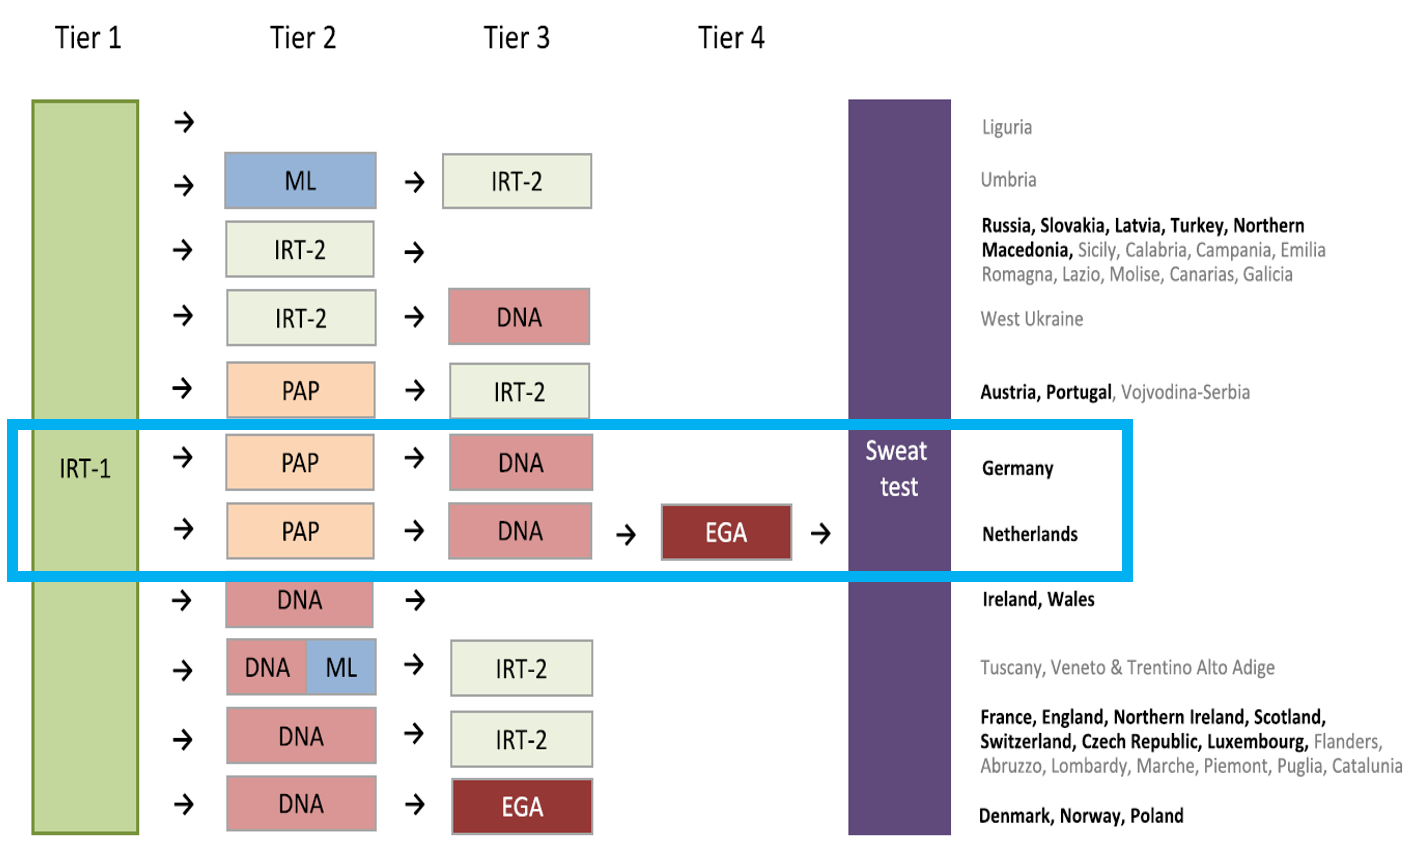 Tier 1 Tier 2 Tier 3 Tier 4
Liguria
ML IRT-2 Umbria
IRT-2 Russia, Slovakia, Latvia, Turkey, Northern
Macedonia, Sicily, Calabria, Campania, Emilia
Romagna, Lazio, Molise, Canarias, Galicia
IRT-2 DNA West Ukraine
PAP IRT-2 Austria, Portugal, Vojvodina-Serbia
IRT-1 PAP DNA Sweat
test Germany
PAP DNA EGA Netherlands
DNA Ireland, Wales
DNA ML IRT-2 Tuscany, Veneto & Trentino Alto Adige
DNA IRT-2 France, England, Northern Ireland, Scotland,
Switzerland, Czech Republic, Luxembourg, Flanders,
Abruzzo, Lombardy, Marche, Piemont, Puglia, Catalunia
DNA EGA Denmark, Norway, Poland